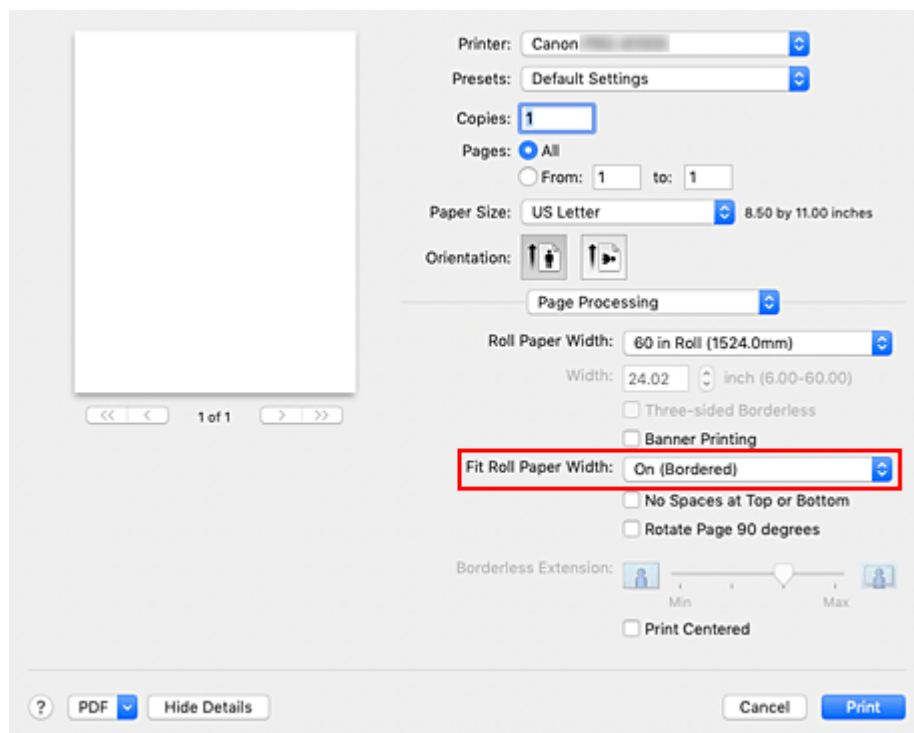 Printer: Canon
Presets: Default Settings
Copies: 1
Pages: All
From: 1 to: 1
Paper Size: US Letter 8.50 by 11.00 inches
Orientation:
Page Processing
Roll Paper Width: 60 in Roll (1524.0mm)
Width: 24.02 inch (6.00-60.00)
Three-sided Borderless
Banner Printing
<< < 1 of 1 > >>
Fit Roll Paper Width: On (Bordered)
No Spaces at Top or Bottom
Rotate Page 90 degrees
Borderless Extension:
Min Max
Print Centered
? PDF Hide Details Cancel Print